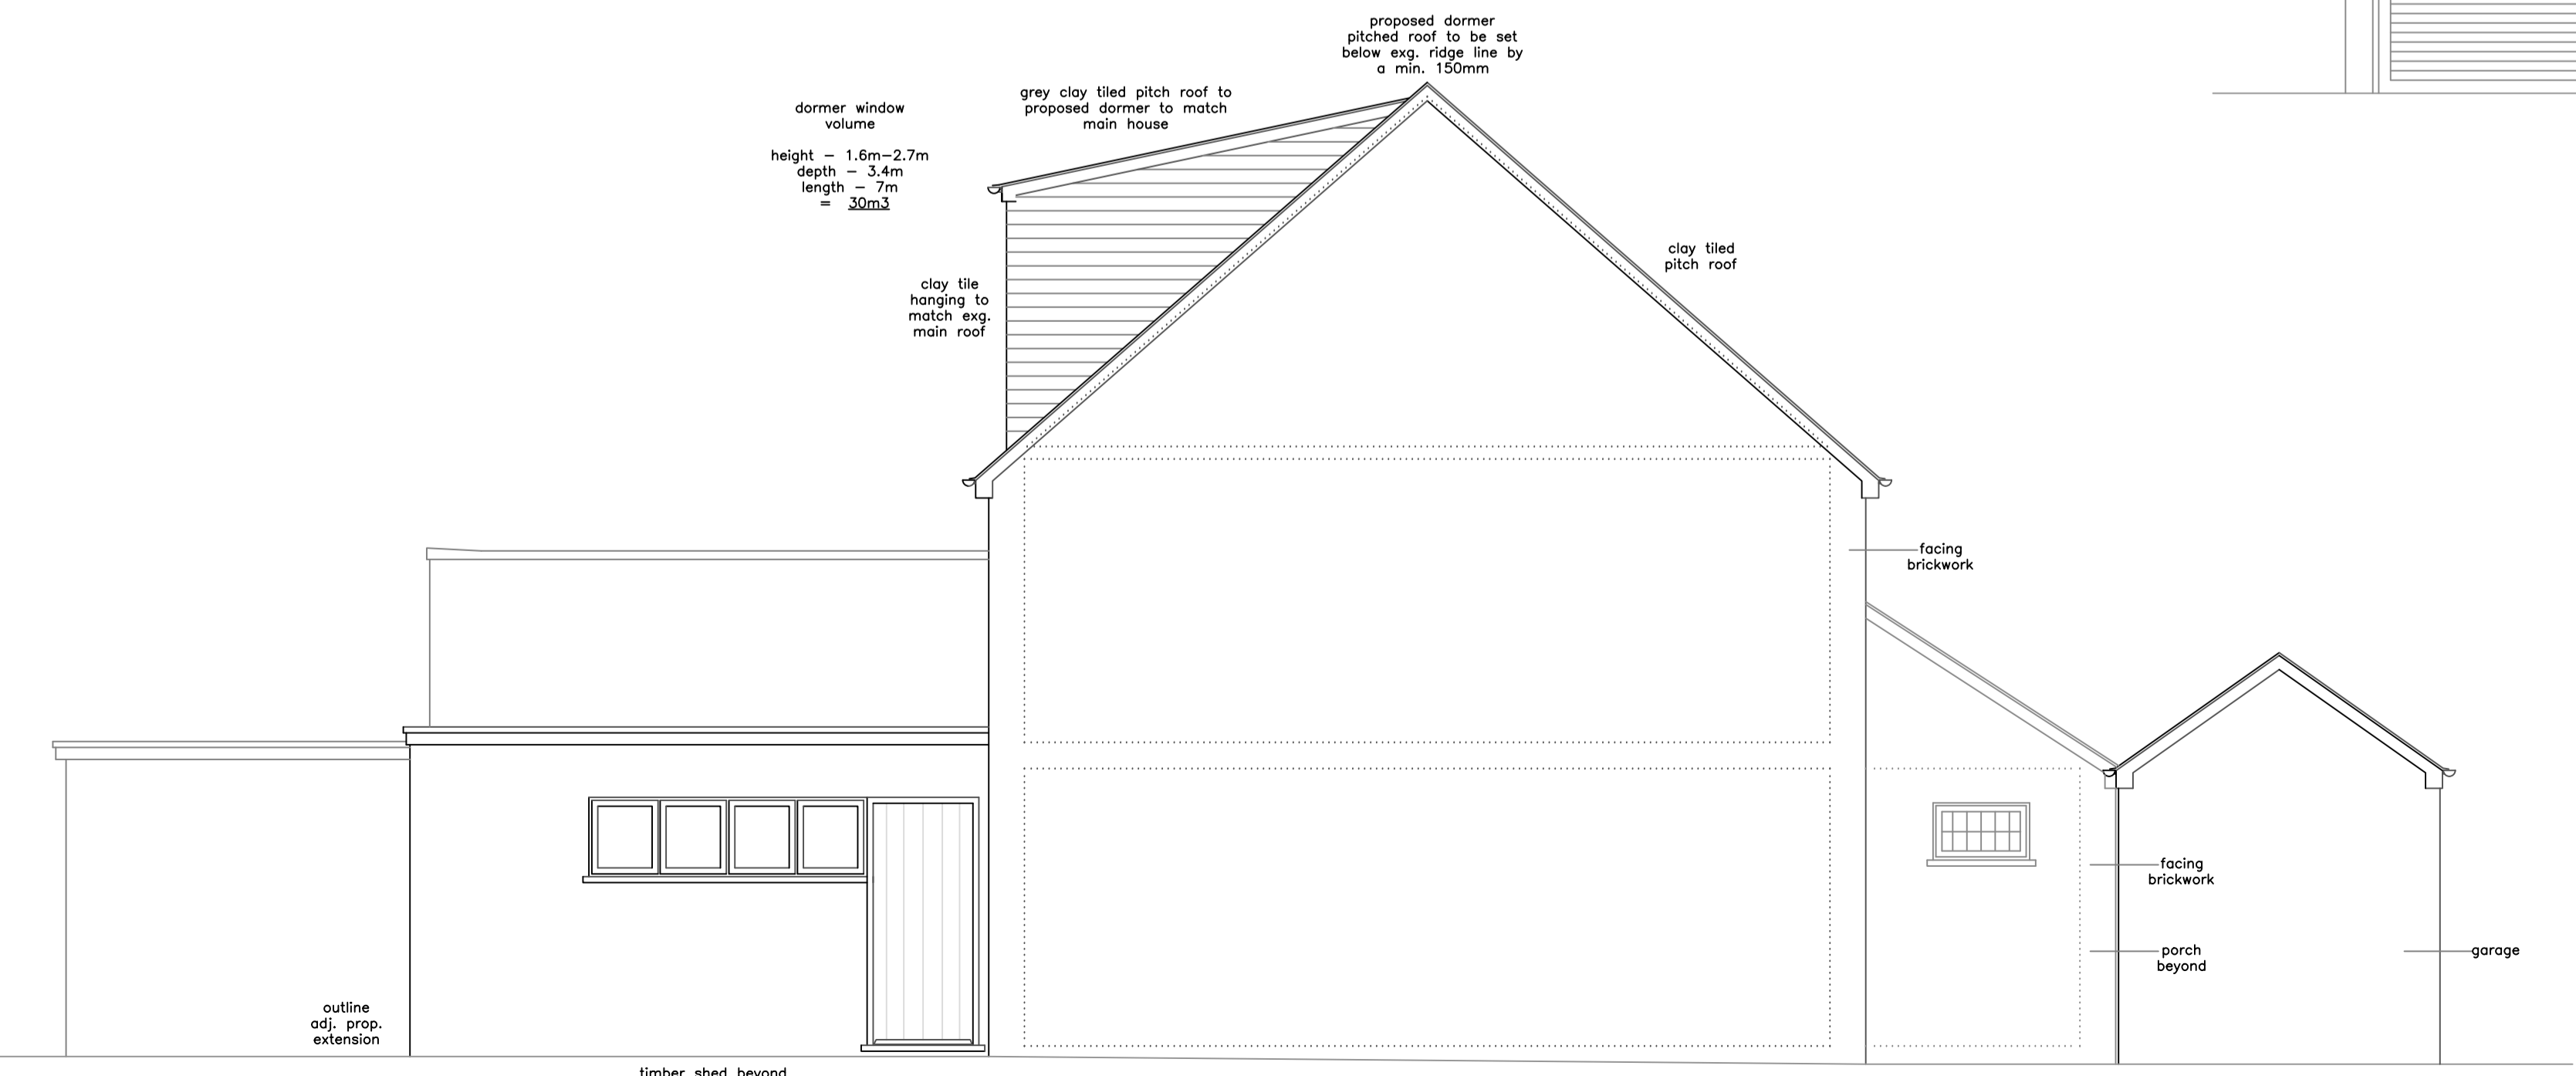 proposed dormer
pitched roof to be set
below exg. ridge line by
a min. 150mm
grey clay tiled pitch roof to
proposed dormer to match
main house
dormer window
volume
height - 1.6m-2.7m
depth - 3.4m
length - 7m
= 30m3
clay tiled
pitch roof
clay tile
hanging to
match exg.
main roof
facing
brickwork
facing
brickwork
porch
beyond
garage
outline
adj. prop.
extension
timber shed beyond